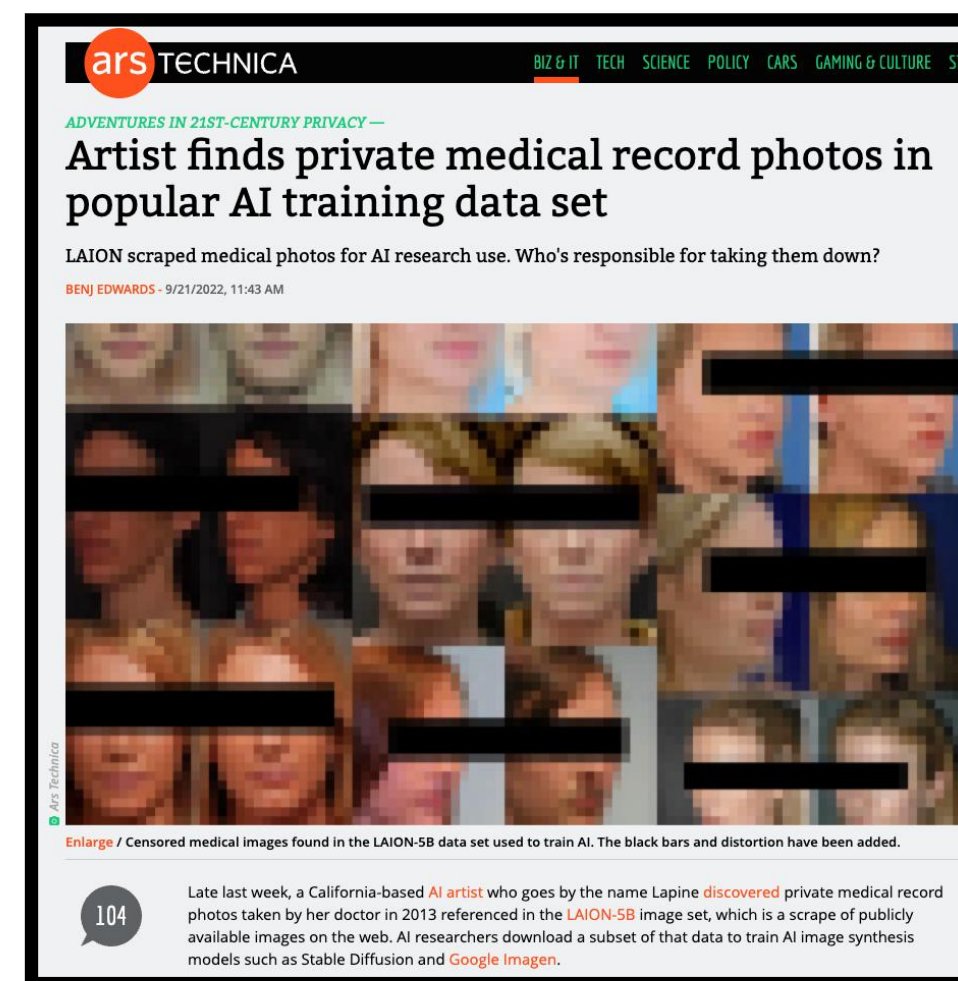 ars TECHNICA
BIZ & IT TECH SCIENCE POLICY CARS GAMING & CULTURE
ADVENTURES IN 21ST-CENTURY PRIVACY —
Artist finds private medical record photos in
popular AI training data set
LAION scraped medical photos for AI research use. Who's responsible for taking them down?
BENJ EDWARDS - 9/21/2022, 11:43 AM
Ars Technica
Enlarge / Censored medical images found in the LAION-5B data set used to train AI. The black bars and distortion have been added.
104
Late last week, a California-based AI artist who goes by the name Lapine discovered private medical record
photos taken by her doctor in 2013 referenced in the LAION-5B image set, which is a scrape of publicly
available images on the web. AI researchers download a subset of that data to train AI image synthesis
models such as Stable Diffusion and Google Imagen.